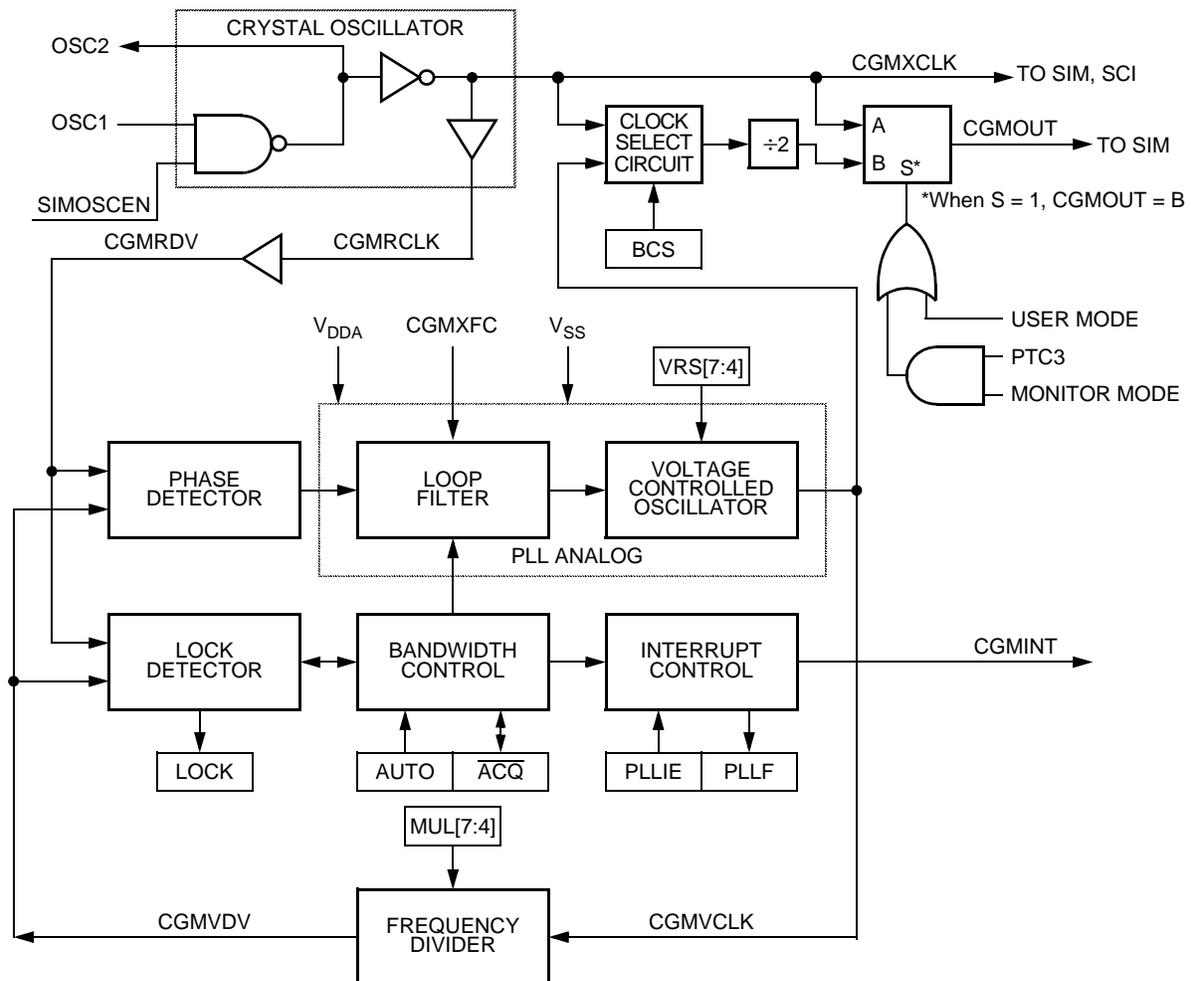 CRYSTAL OSCILLATOR
OSC2
OSC1
SIMOSCEN
CGMXCLK
TO SIM, SCI
CLOCK
SELECT
CIRCUIT
÷2
A
B
S*
CGMOUT
TO SIM
*When S = 1, CGMOUT = B
BCS
CGMRDV
CGMRCLK
USER MODE
PTC3
MONITOR MODE
VDDA
CGMXFC
VSS
VRS[7:4]
PHASE
DETECTOR
LOOP
FILTER
VOLTAGE
CONTROLLED
OSCILLATOR
PLL ANALOG
LOCK
DETECTOR
BANDWIDTH
CONTROL
INTERRUPT
CONTROL
CGMINT
LOCK
AUTO
ACQ
PLLIE
PLLF
MUL[7:4]
CGMVDV
FREQUENCY
DIVIDER
CGMVCLK